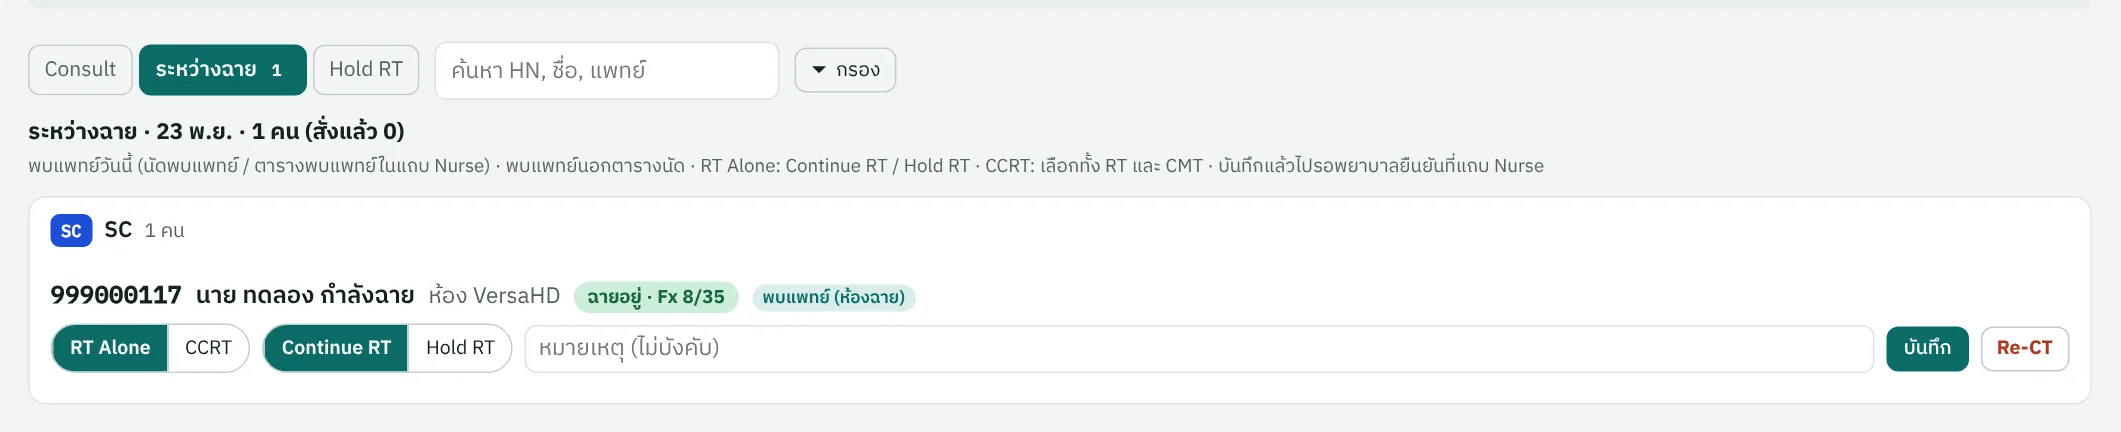 Consult ระหว่างฉาย 1 Hold RT ค้นหา HN, ชื่อ, แพทย์ กรอง
ระหว่างฉาย · 23 พ.ย. · 1 คน (สั่งแล้ว 0)
พบแพทย์วันนี้ (นัดพบแพทย์ / ตารางพบแพทย์ในแถบ Nurse) · พบแพทย์นอกตารางนัด · RT Alone: Continue RT / Hold RT · CCRT: เลือกทั้ง RT และ CMT · บันทึกแล้วไปรอพยาบาลยืนยันที่แถบ Nurse
SC SC 1 คน
999000117 นาย ทดลอง กำลังฉาย ห้อง VersaHD ฉายอยู่ · Fx 8/35 พบแพทย์ (ห้องฉาย)
RT Alone CCRT Continue RT Hold RT หมายเหตุ (ไม่บังคับ) บันทึก Re-CT